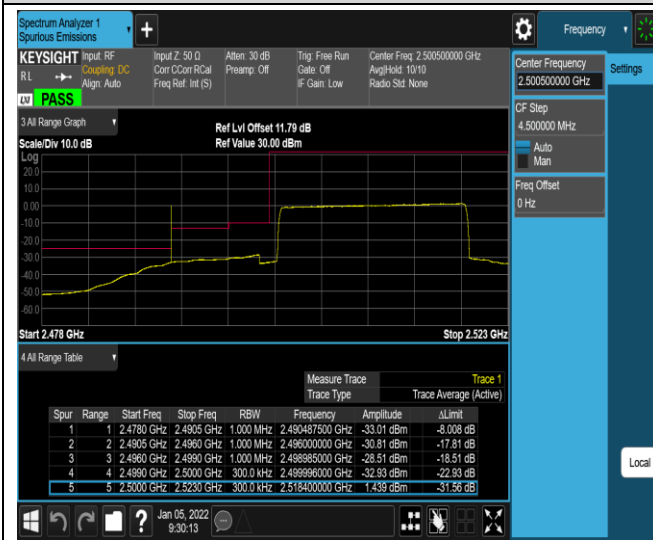 Spectrum Analyzer 1
Spurious Emissions
Frequency
KEYSIGHT
Input: RF
Coupling: DC
Align: Auto
Input Z: 50 Ω
Corr CCorr RCal
Freq Ref: Int (S)
Atten: 30 dB
Preamp: Off
Trig: Free Run
Gate: Off
IF Gain: Low
Center Freq: 2.500500000 GHz
Avg|Hold: 10/10
Radio Std: None
R L
LXI
PASS
Center Frequency
2.500500000 GHz
Settings
CF Step
4.500000 MHz
Auto
Man
Freq Offset
0 Hz
3 All Range Graph
Ref Lvl Offset 11.79 dB
Scale/Div 10.0 dB
Ref Value 30.00 dBm
Log
20.0
10.0
0.00
-10.0
-20.0
-30.0
-40.0
-50.0
-60.0
Start 2.478 GHz
Stop 2.523 GHz
4 All Range Table
Measure Trace Trace 1
Trace Type Trace Average (Active)
Spur Range Start Freq Stop Freq RBW Frequency Amplitude ΔLimit
1 1 2.4780 GHz 2.4905 GHz 1.000 MHz 2.490487500 GHz -33.01 dBm -8.008 dB
2 2 2.4905 GHz 2.4960 GHz 1.000 MHz 2.496000000 GHz -30.81 dBm -17.81 dB
3 3 2.4960 GHz 2.4990 GHz 1.000 MHz 2.498985000 GHz -28.51 dBm -18.51 dB
4 4 2.4990 GHz 2.5000 GHz 300.0 kHz 2.499996000 GHz -32.93 dBm -22.93 dB
5 5 2.5000 GHz 2.5230 GHz 300.0 kHz 2.518400000 GHz 1.439 dBm -31.56 dB
Local
Jan 05, 2022
9:30:13